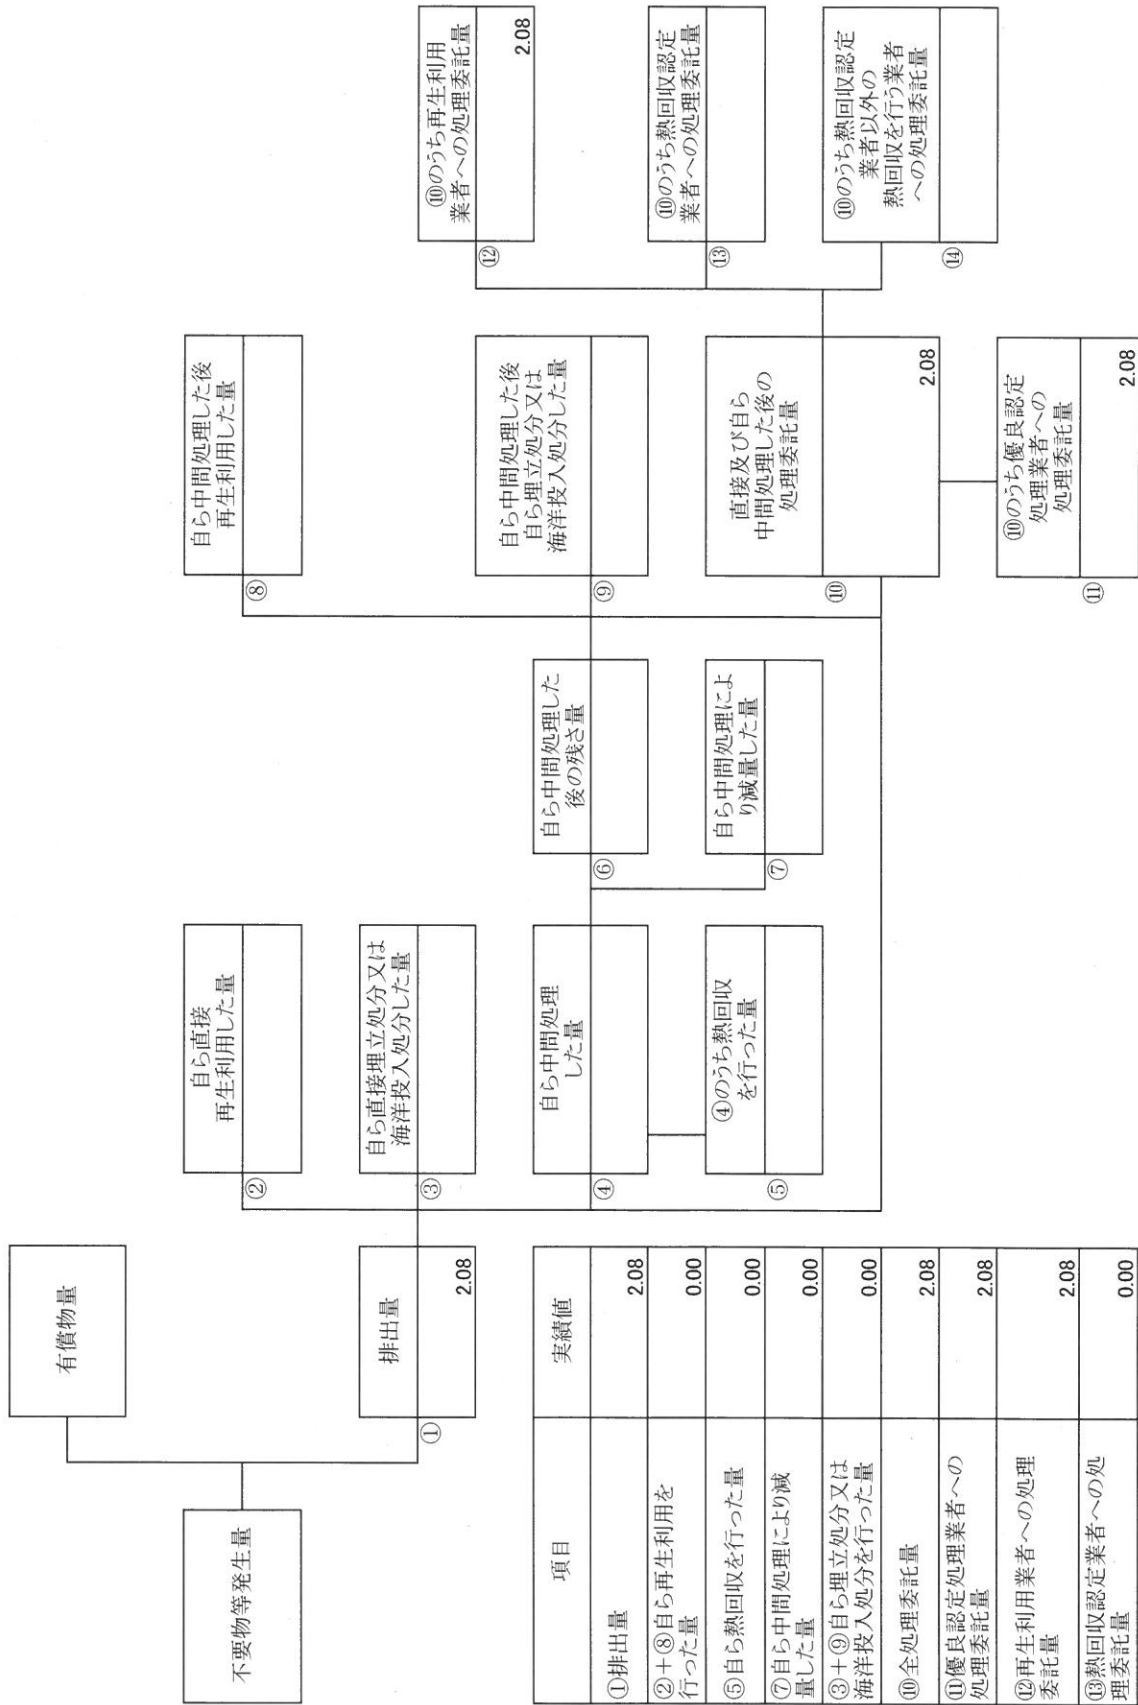 不要物等発生量
有償物量
排出量
①
2.08
②
自ら直接
再生利用した量
③
自ら直接埋立処分又は
海洋投入処分した量
④
自ら中間処理
した量
⑤
④のうち熱回収
を行った量
⑥
自ら中間処理した
後の残さ量
⑦
自ら中間処理によ
り減量した量
⑧
自ら中間処理した後
再生利用した量
⑨
自ら中間処理した後
自ら埋立処分又は
海洋投入処分した量
⑩
直接及び自ら
中間処理した後の
処理委託量
2.08
⑪
⑩のうち優良認定
処理業者への
処理委託量
2.08
⑫
⑩のうち再生利用
業者への処理委託量
2.08
⑬
⑩のうち熱回収認定
業者への処理委託量
⑭
⑩のうち熱回収認定
業者以外の
熱回収を行う業者
への処理委託量
項目
実績値
①排出量
2.08
②+⑧自ら再生利用を
行った量
0.00
⑤自ら熱回収を行った量
0.00
⑦自ら中間処理により減
量した量
0.00
③+⑨自ら埋立処分又は
海洋投入処分を行った量
0.00
⑩全処理委託量
2.08
⑪優良認定処理業者への
処理委託量
2.08
⑫再生利用業者への処理
委託量
2.08
⑬熱回収認定業者への処
理委託量
0.00